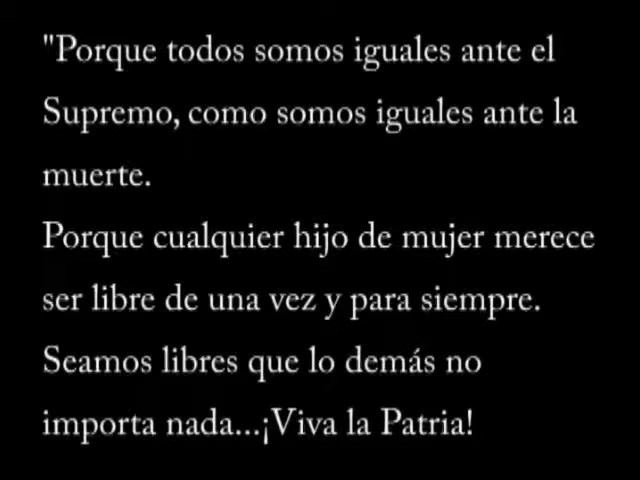 "Porque todos somos iguales ante el
Supremo, como somos iguales ante la
muerte.
Porque cualquier hijo de mujer merece
ser libre de una vez y para siempre.
Seamos libres que lo demás no
importa nada...¡Viva la Patria!